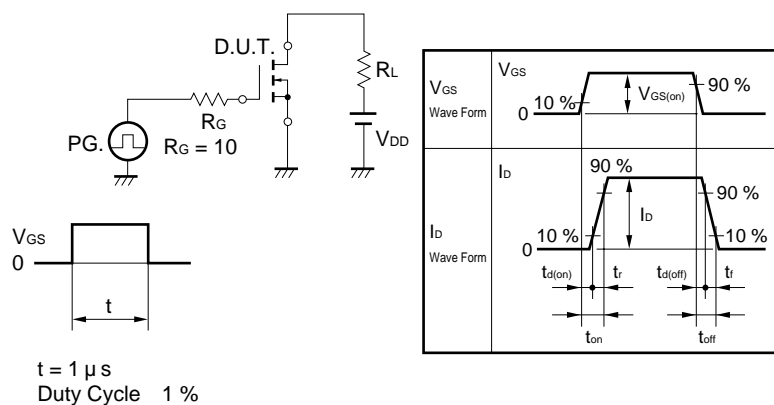 D.U.T.
RL
RG
PG.
RG = 10
VDD
VGS
0
t
t = 1 µ s
Duty Cycle 1 %
VGS
Wave Form
VGS
10 %
0
VGS(on)
90 %
ID
Wave Form
ID
90 %
90 %
ID
10 %
0
10 %
td(on)
tr
td(off)
tf
ton
toff